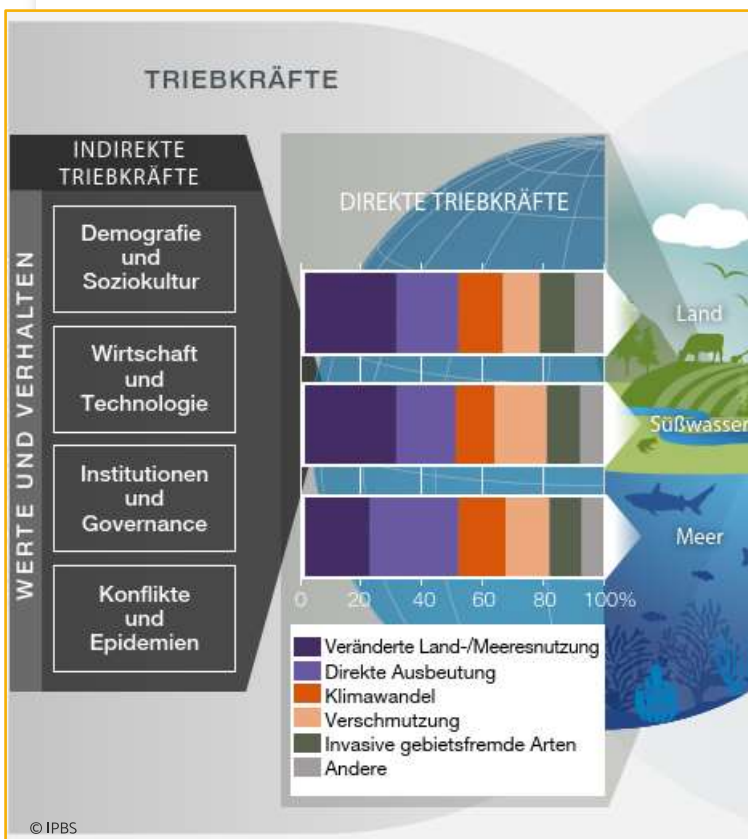 TRIEBKRÄFTE
INDIREKTE
TRIEBKRÄFTE
WERTE UND VERHALTEN
Demografie
und
Soziokultur
Wirtschaft
und
Technologie
Institutionen
und
Governance
Konflikte
und
Epidemien
DIREKTE TRIEBKRÄFTE
Land
Süßwasser
Meer
0 20 40 60 80 100%
Veränderte Land-/Meeresnutzung
Direkte Ausbeutung
Klimawandel
Verschmutzung
Invasive gebietsfremde Arten
Andere
© IPBS